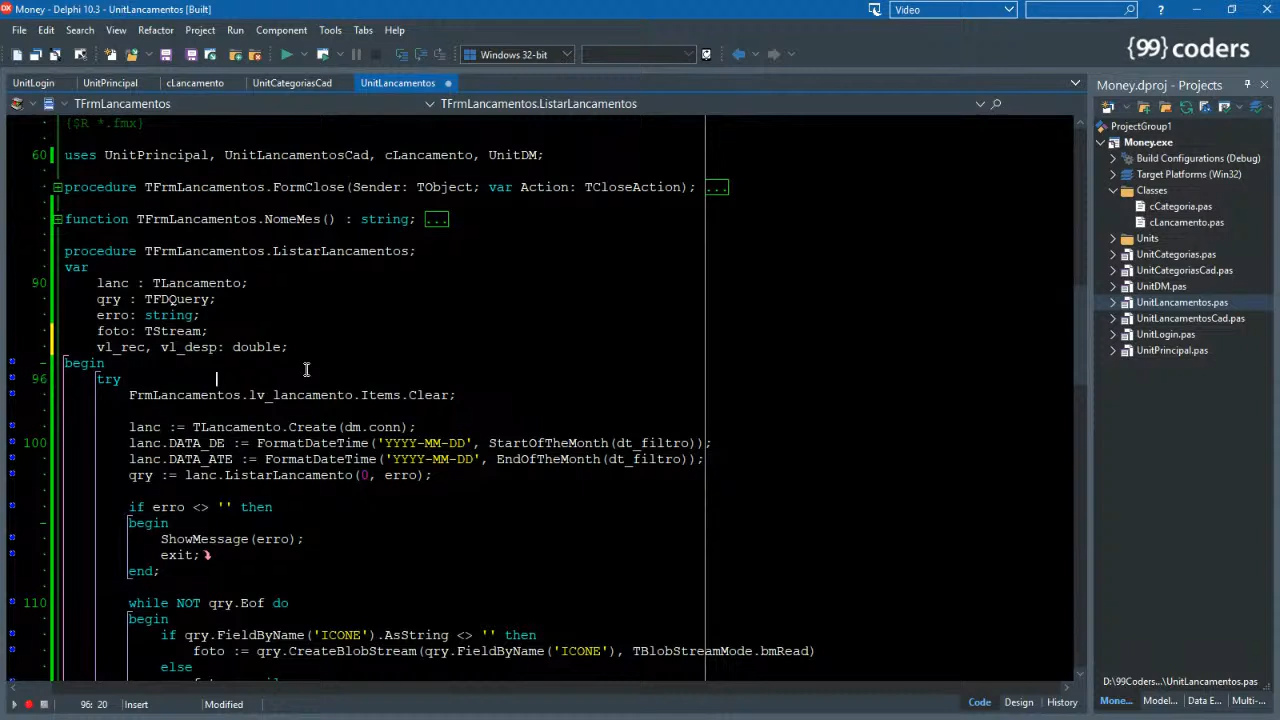 Money - Delphi 10.3 - UnitLancamentos [Built]
Video
File Edit Search View Refactor Project Run Component Tools Tabs Help
Windows 32-bit
{99} coders
UnitLogin UnitPrincipal cLancamento UnitCategoriasCad UnitLancamentos
TFrmLancamentos TFrmLancamentos.ListarLancamentos
{$R *.fmx}
60 uses UnitPrincipal, UnitLancamentosCad, cLancamento, UnitDM;
procedure TFrmLancamentos.FormClose(Sender: TObject; var Action: TCloseAction); ...
function TFrmLancamentos.NomeMes() : string; ...
procedure TFrmLancamentos.ListarLancamentos;
var
90 lanc : TLancamento;
qry : TFDQuery;
erro: string;
foto: TStream;
vl_rec, vl_desp: double;
begin
96 try
FrmLancamentos.lv_lancamento.Items.Clear;
lanc := TLancamento.Create(dm.conn);
100 lanc.DATA_DE := FormatDateTime('YYYY-MM-DD', StartOfTheMonth(dt_filtro));
lanc.DATA_ATE := FormatDateTime('YYYY-MM-DD', EndOfTheMonth(dt_filtro));
qry := lanc.ListarLancamento(0, erro);
if erro <> '' then
begin
ShowMessage(erro);
exit;
end;
110 while NOT qry.Eof do
begin
if qry.FieldByName('ICONE').AsString <> '' then
foto := qry.CreateBlobStream(qry.FieldByName('ICONE'), TBlobStreamMode.bmRead)
else
96: 20 Insert Modified
Code Design History
Money.dproj - Projects
ProjectGroup1
Money.exe
Build Configurations (Debug)
Target Platforms (Win32)
Classes
cCategoria.pas
cLancamento.pas
Units
UnitCategorias.pas
UnitCategoriasCad.pas
UnitDM.pas
UnitLancamentos.pas
UnitLancamentosCad.pas
UnitLogin.pas
UnitPrincipal.pas
D:\99Coders...\UnitLancamentos.pas
Mone... Model... Data E... Multi-...